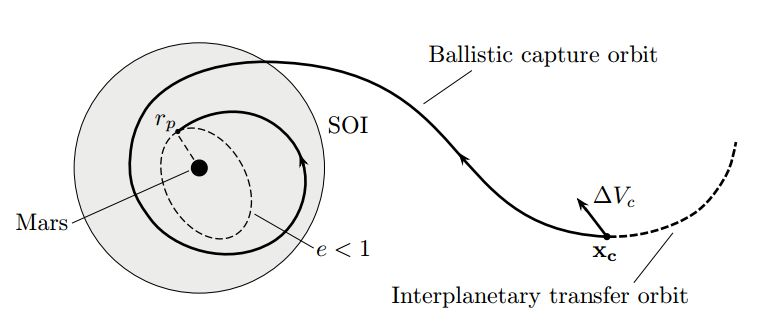 Ballistic capture orbit
r_p
SOI
ΔV_c
Mars
x_c
e < 1
Interplanetary transfer orbit